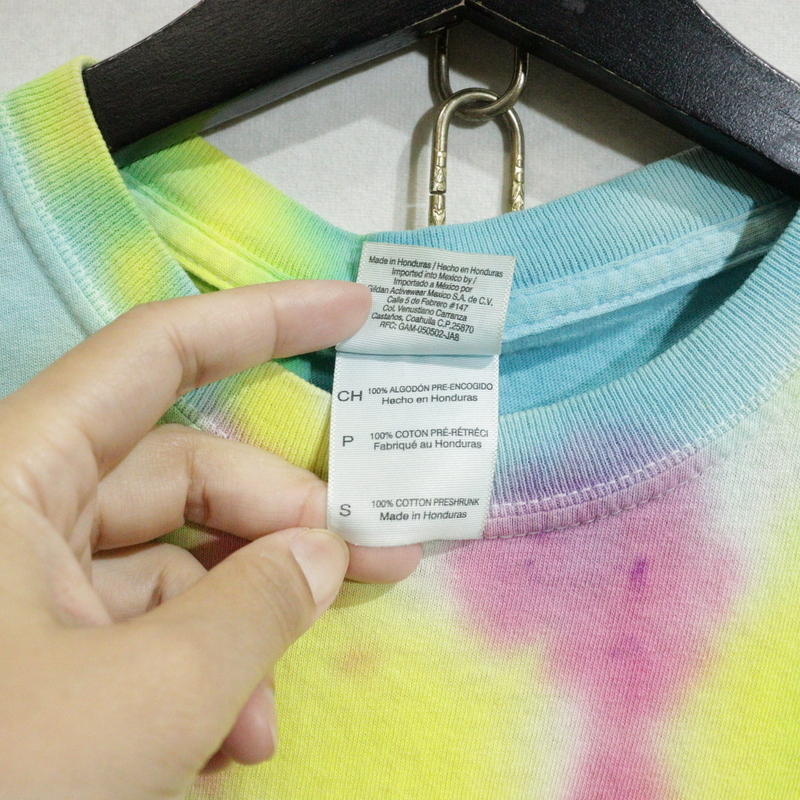 Made in Honduras / Hecho en Honduras
Imported into Mexico by /
Importado a México por
Gildan Activewear Mexico S.A. de C.V.
Calle 5 de Febrero #147
Col. Venustiano Carranza
Castaños, Coahuila C.P.25870
RFC: GAM-050502-JA8
CH 100% ALGODÓN PRE-ENCOGIDO
Hecho en Honduras
P 100% COTON PRÉ-RÉTRÉCI
Fabriqué au Honduras
S 100% COTTON PRESHRUNK
Made in Honduras